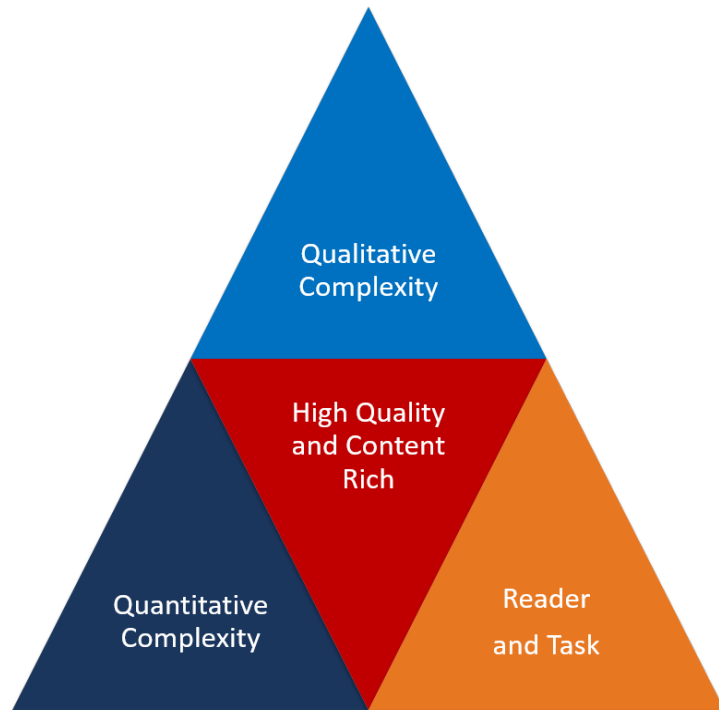 Qualitative
Complexity
High Quality
and Content
Rich
Quantitative
Complexity
Reader
and Task